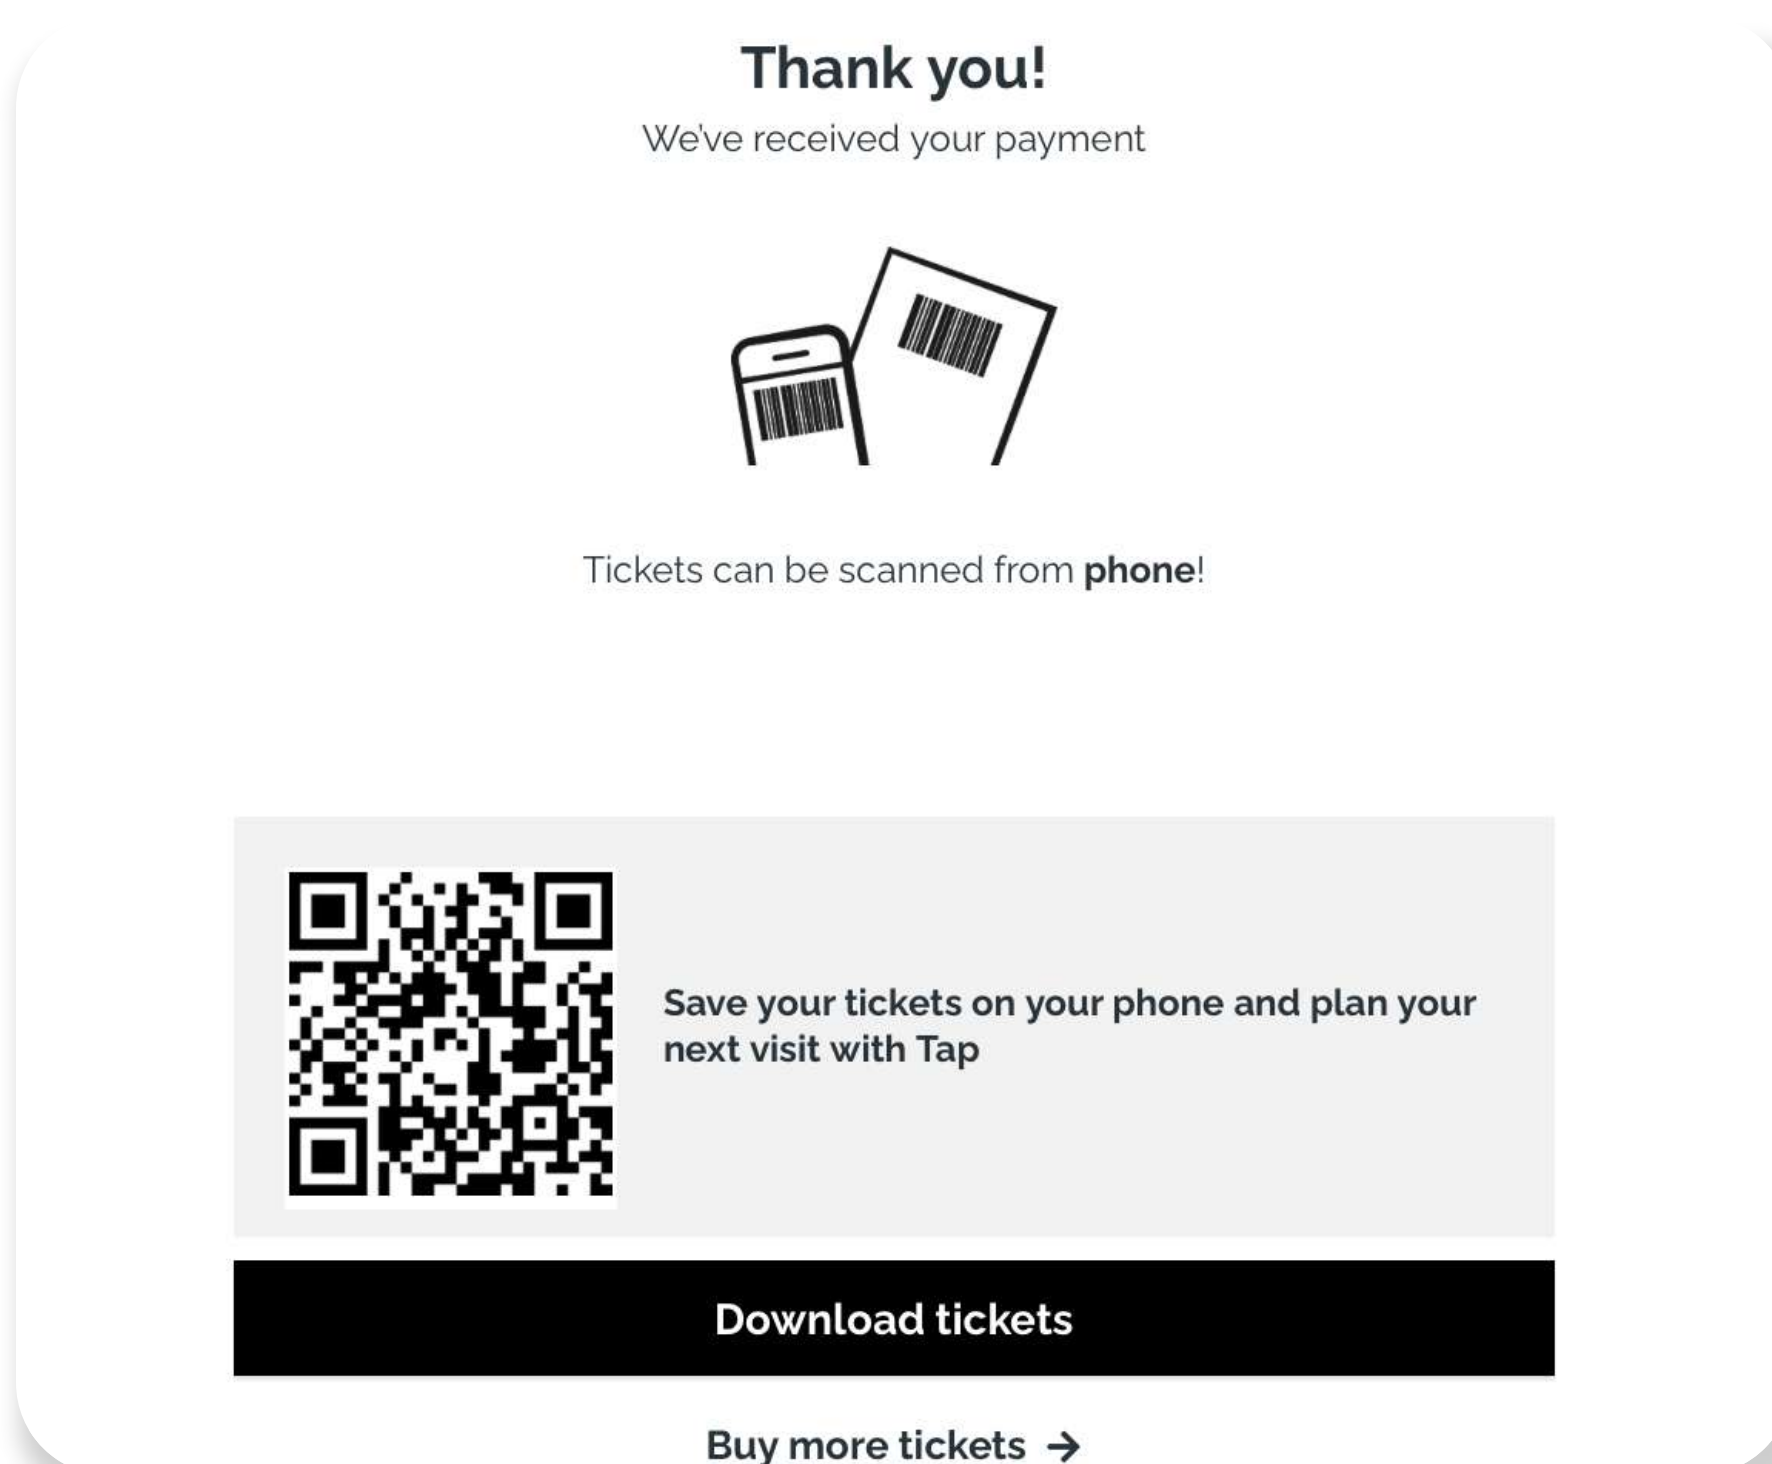 Thank you!
We've received your payment
Tickets can be scanned from phone!
Save your tickets on your phone and plan your
next visit with Tap
Download tickets
Buy more tickets →